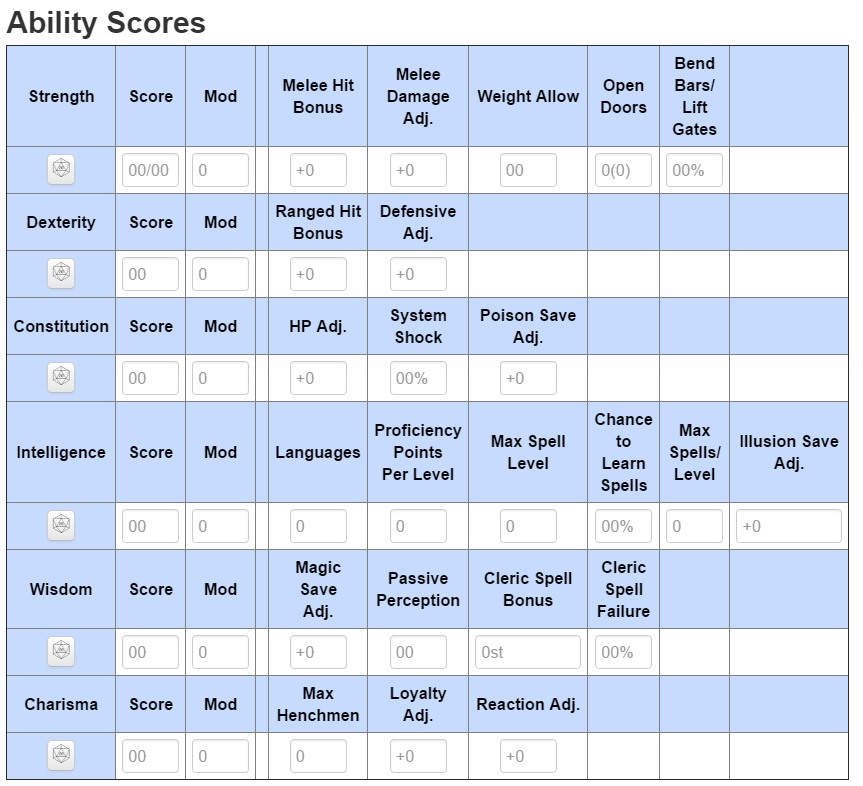 Ability Scores
Strength Score Mod Melee Hit Bonus Melee Damage Adj. Weight Allow Open Doors Bend Bars/ Lift Gates
00/00 0 +0 +0 00 0(0) 00%
Dexterity Score Mod Ranged Hit Bonus Defensive Adj.
00 0 +0 +0
Constitution Score Mod HP Adj. System Shock Poison Save Adj.
00 0 +0 00% +0
Intelligence Score Mod Languages Proficiency Points Per Level Max Spell Level Chance to Learn Spells Max Spells/ Level Illusion Save Adj.
00 0 0 0 0 00% 0 +0
Wisdom Score Mod Magic Save Adj. Passive Perception Cleric Spell Bonus Cleric Spell Failure
00 0 +0 00 0st 00%
Charisma Score Mod Max Henchmen Loyalty Adj. Reaction Adj.
00 0 0 +0 +0